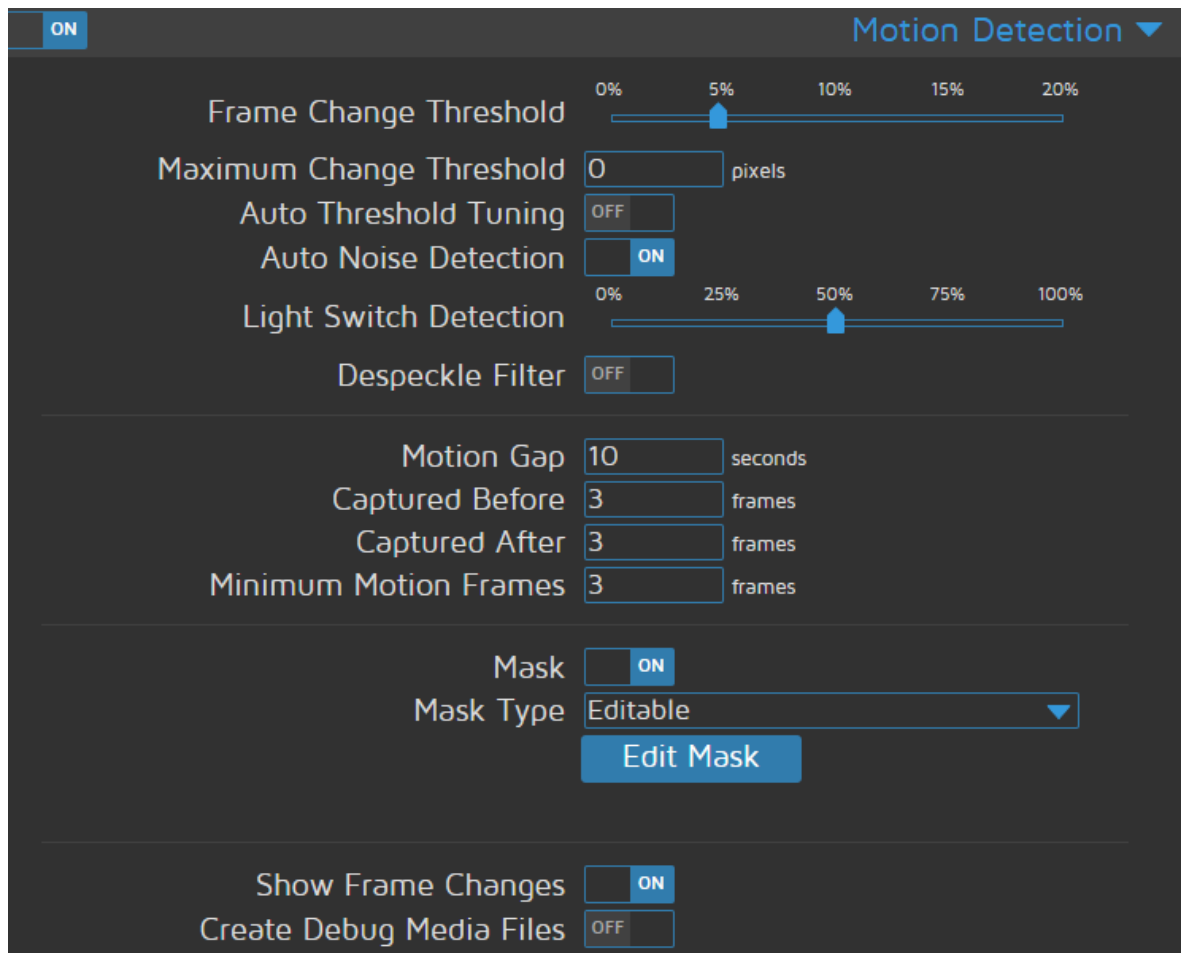 ON Motion Detection
0% 5% 10% 15% 20%
Frame Change Threshold
Maximum Change Threshold 0 pixels
Auto Threshold Tuning OFF
Auto Noise Detection ON
0% 25% 50% 75% 100%
Light Switch Detection
Despeckle Filter OFF
Motion Gap 10 seconds
Captured Before 3 frames
Captured After 3 frames
Minimum Motion Frames 3 frames
Mask ON
Mask Type Editable
Edit Mask
Show Frame Changes ON
Create Debug Media Files OFF